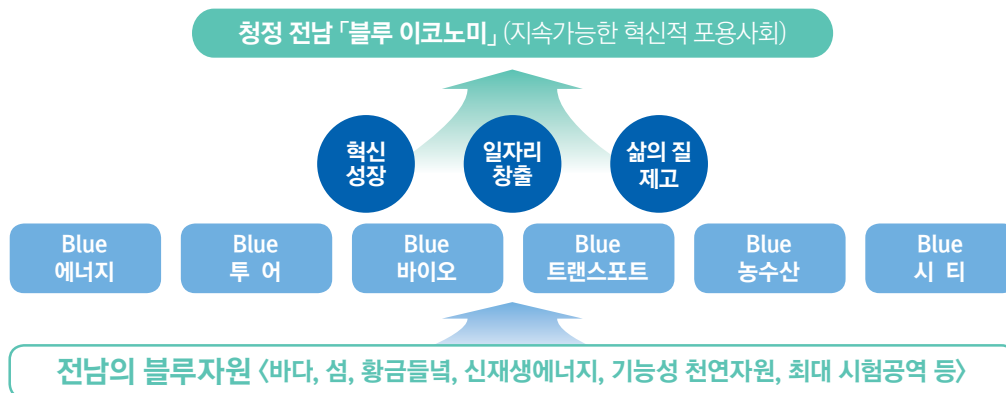 청정 전남 「블루 이코노미」 (지속가능한 혁신적 포용사회)
혁신
성장
일자리
창출
삶의 질
제고
Blue
에너지
Blue
투 어
Blue
바이오
Blue
트랜스포트
Blue
농수산
Blue
시 티
전남의 블루자원 〈바다, 섬, 황금들녘, 신재생에너지, 기능성 천연자원, 최대 시험공역 등〉